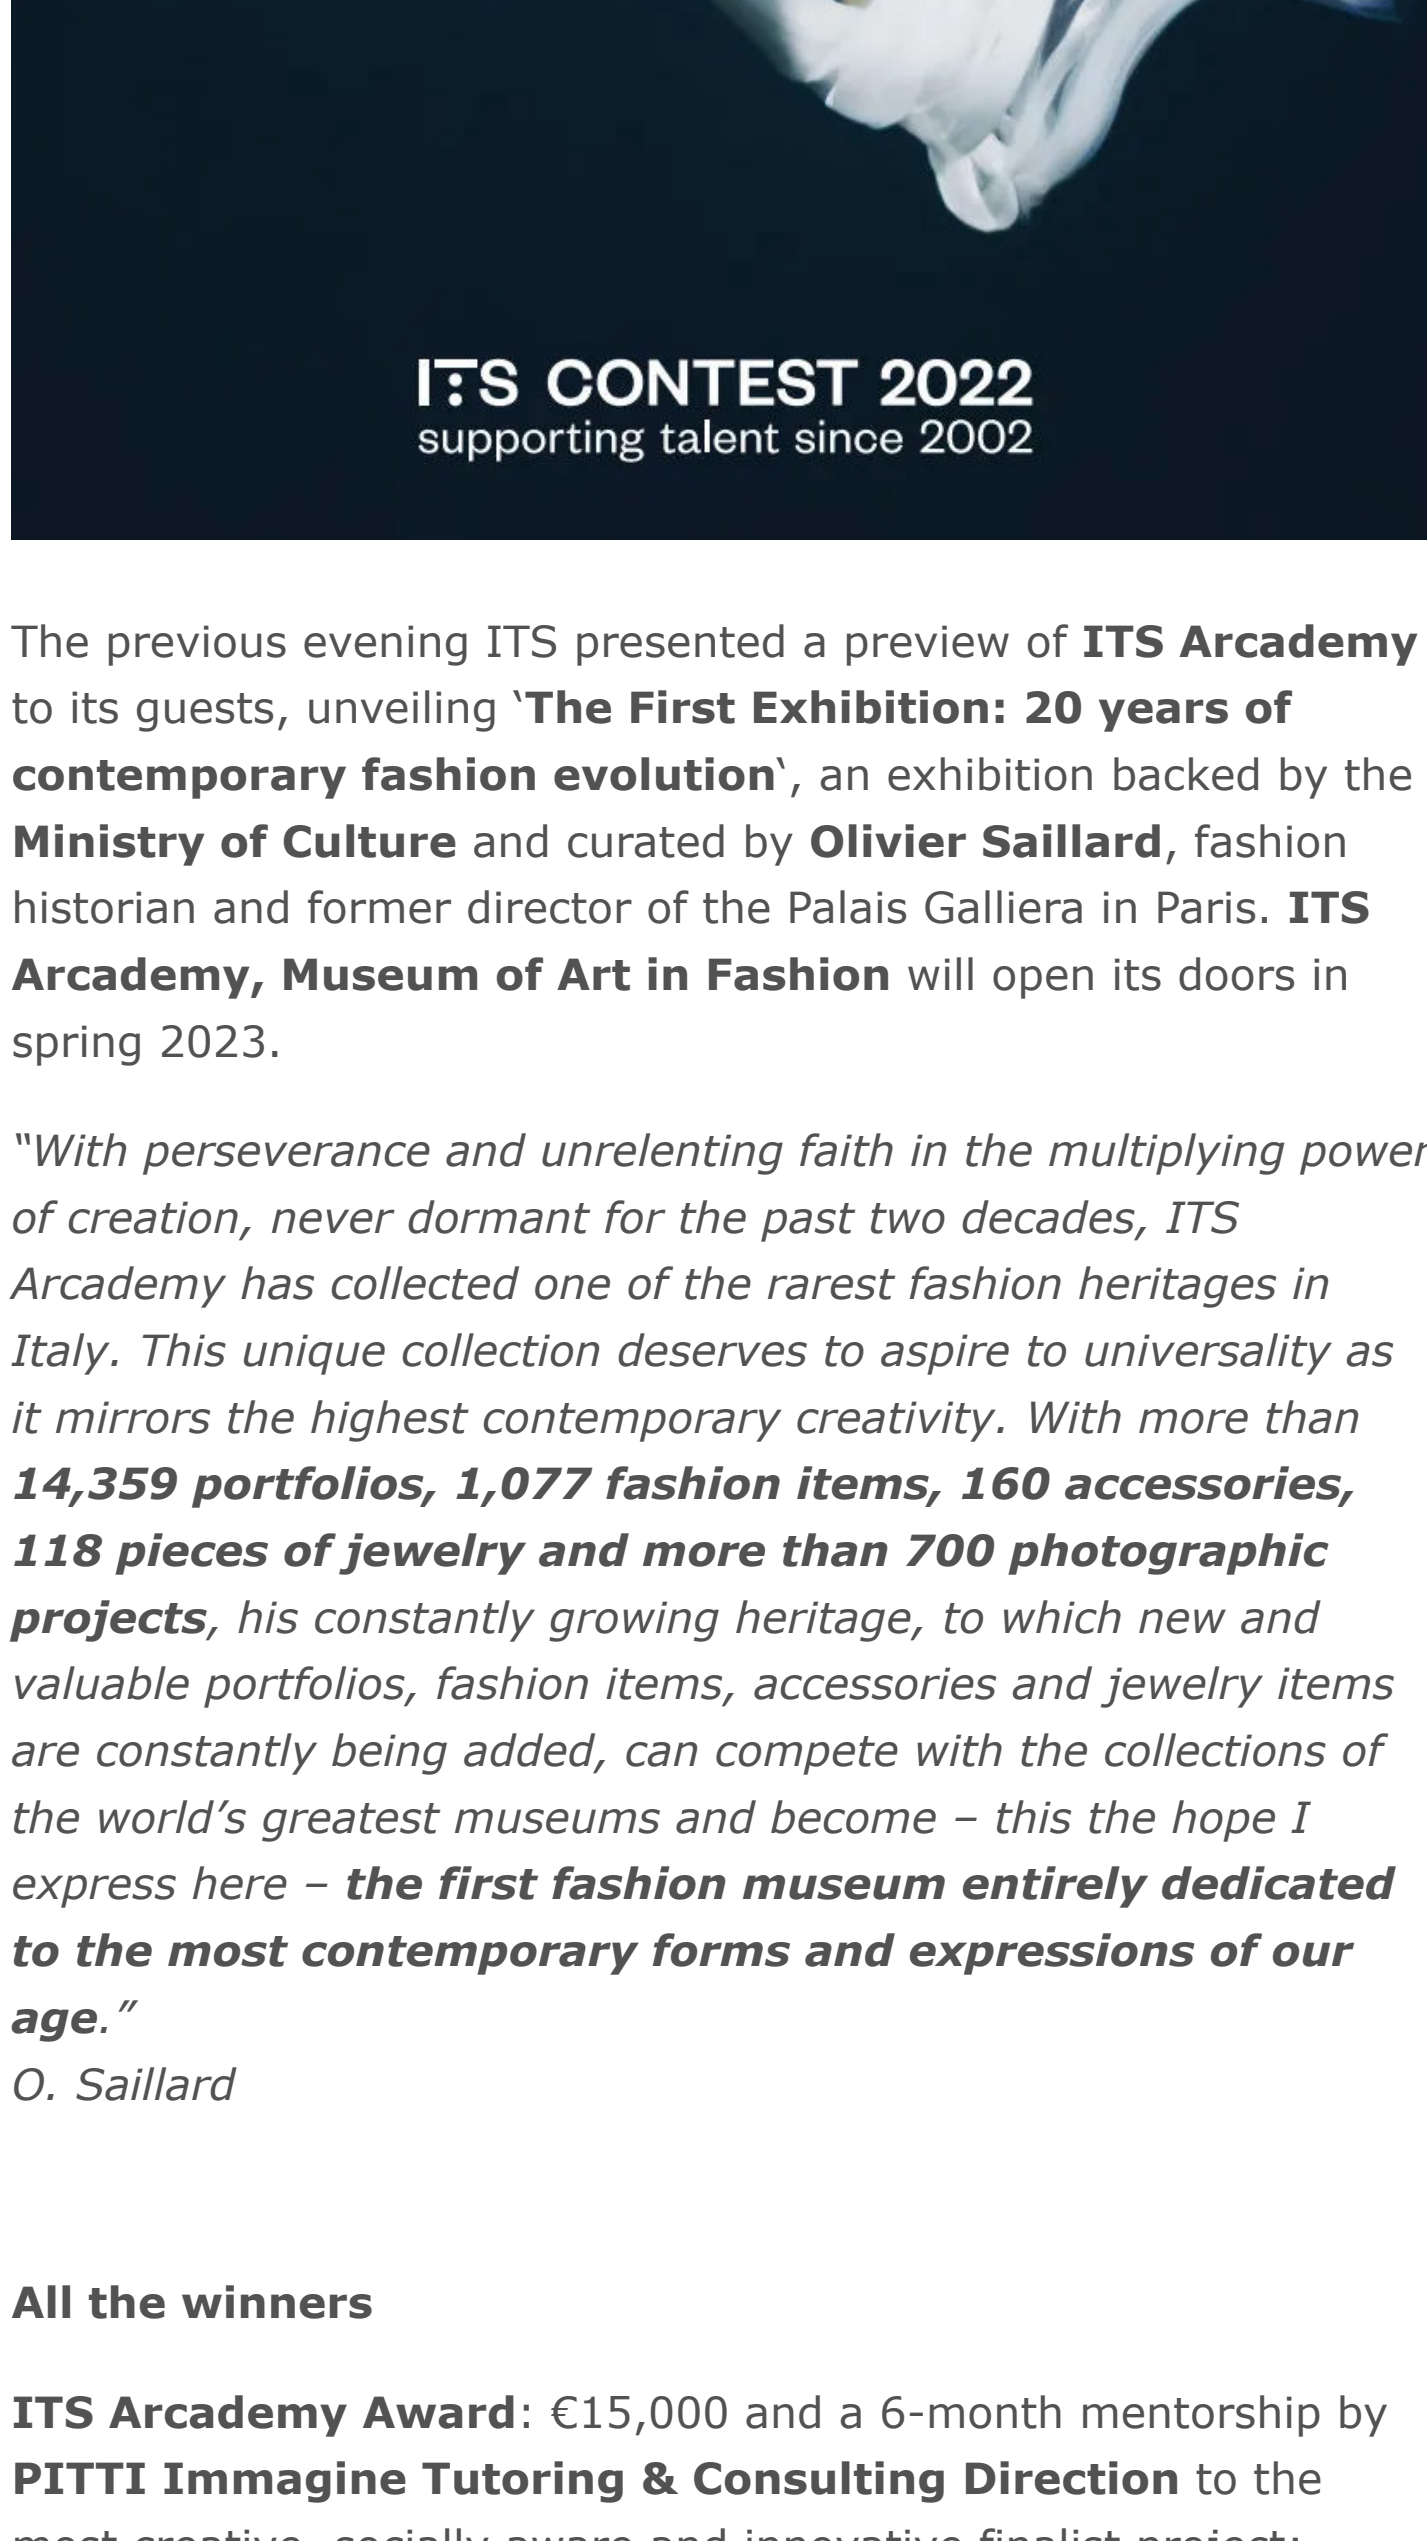 ITS CONTEST 2022
supporting talent since 2002
The previous evening ITS presented a preview of ITS Arcademy
to its guests, unveiling ‘The First Exhibition: 20 years of
contemporary fashion evolution‘, an exhibition backed by the
Ministry of Culture and curated by Olivier Saillard, fashion
historian and former director of the Palais Galliera in Paris. ITS
Arcademy, Museum of Art in Fashion will open its doors in
spring 2023.
“With perseverance and unrelenting faith in the multiplying power
of creation, never dormant for the past two decades, ITS
Arcademy has collected one of the rarest fashion heritages in
Italy. This unique collection deserves to aspire to universality as
it mirrors the highest contemporary creativity. With more than
14,359 portfolios, 1,077 fashion items, 160 accessories,
118 pieces of jewelry and more than 700 photographic
projects, his constantly growing heritage, to which new and
valuable portfolios, fashion items, accessories and jewelry items
are constantly being added, can compete with the collections of
the world’s greatest museums and become – this the hope I
express here – the first fashion museum entirely dedicated
to the most contemporary forms and expressions of our
age.”
O. Saillard
All the winners
ITS Arcademy Award: €15,000 and a 6-month mentorship by
PITTI Immagine Tutoring & Consulting Direction to the
most creative, socially aware and innovative finalist project: